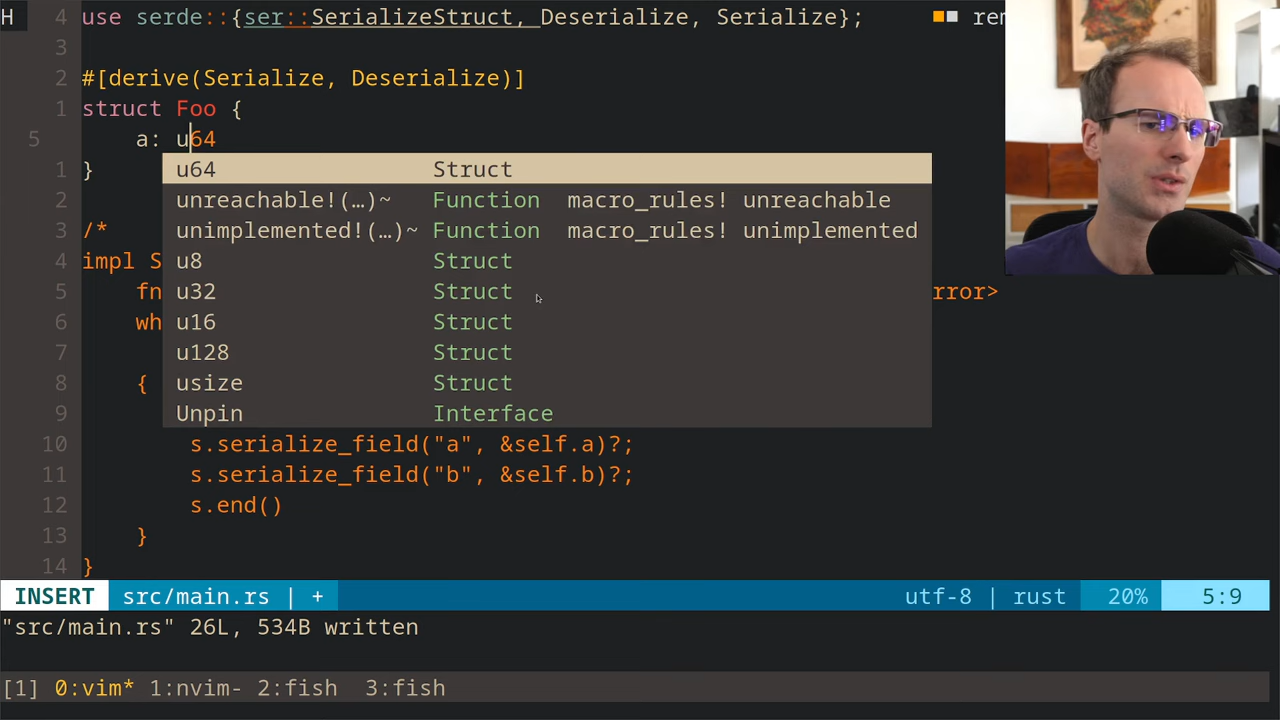 H 4 use serde::{ser::SerializeStruct, Deserialize, Serialize}; ren
3
2 #[derive(Serialize, Deserialize)]
1 struct Foo {
5 a: u64
1 } u64 Struct
2 unreachable!(…)~ Function macro_rules! unreachable
3 /* unimplemented!(…)~ Function macro_rules! unimplemented
4 impl S u8 Struct
5 fn u32 Struct rror>
6 wh u16 Struct
7 u128 Struct
8 { usize Struct
9 Unpin Interface
10 s.serialize_field("a", &self.a)?;
11 s.serialize_field("b", &self.b)?;
12 s.end()
13 }
14 }
INSERT src/main.rs | + utf-8 | rust 20% 5:9
"src/main.rs" 26L, 534B written
[1] 0:vim* 1:nvim- 2:fish 3:fish